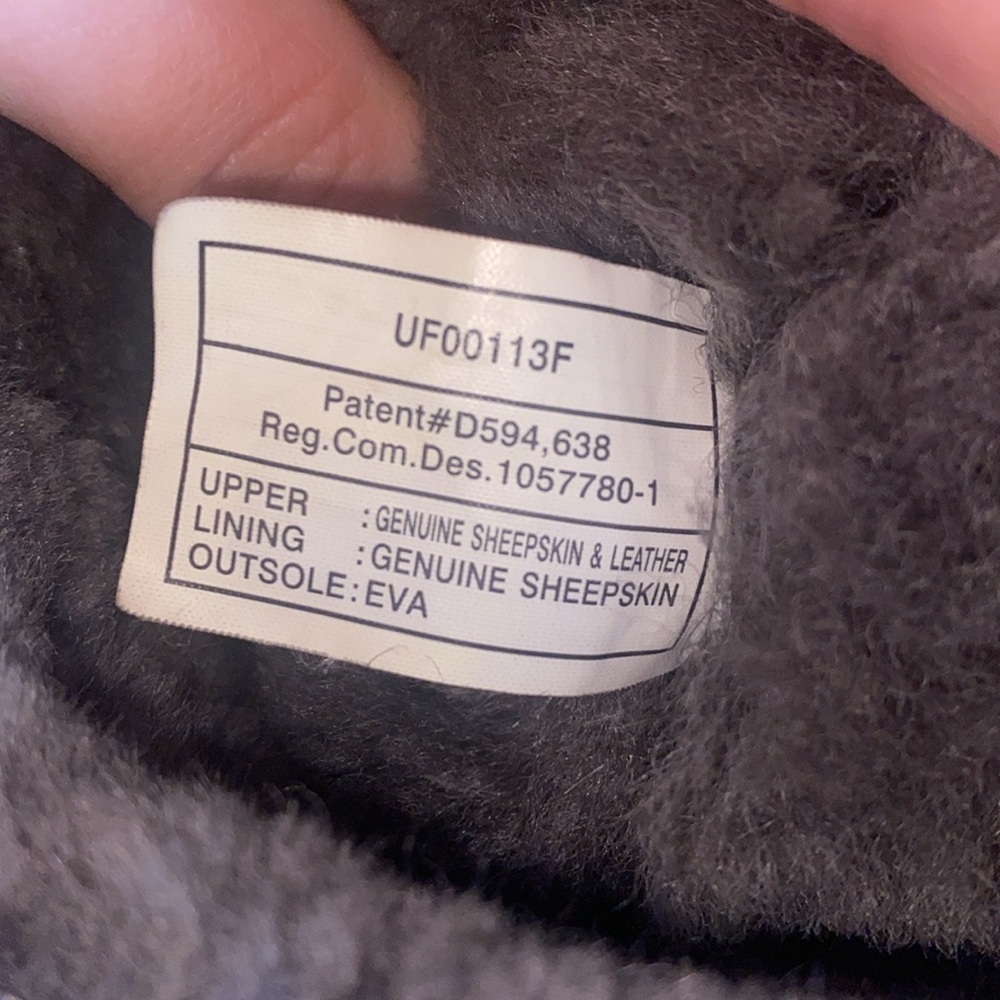 UF00113F
Patent#D594,638
Reg.Com.Des.1057780-1
UPPER : GENUINE SHEEPSKIN & LEATHER
LINING : GENUINE SHEEPSKIN
OUTSOLE : EVA